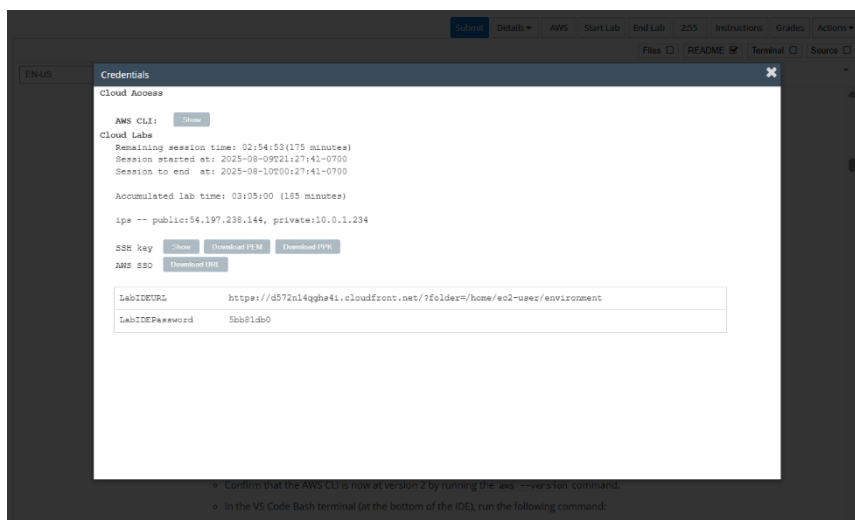 Submit Details AWS Start Lab End Lab 2:55 Instructions Grades Actions
Files README Terminal Source
EN-US
Credentials
Cloud Access
AWS CLI: Show
Cloud Labs
Remaining session time: 02:54:53(175 minutes)
Session started at: 2025-08-09T21:27:41-0700
Session to end at: 2025-08-10T00:27:41-0700
Accumulated lab time: 03:05:00 (185 minutes)
ips -- public:54.197.238.144, private:10.0.1.234
SSH key Show Download PEM Download PPK
AWS SSO Download URL
LabIDEURL https://d572nl4qghs4i.cloudfront.net/?folder=/home/ec2-user/environment
LabIDEPassword 5bb81db0
Confirm that the AWS CLI is now at version 2 by running the aws --version command.
In the VS Code Bash terminal (at the bottom of the IDE), run the following command: